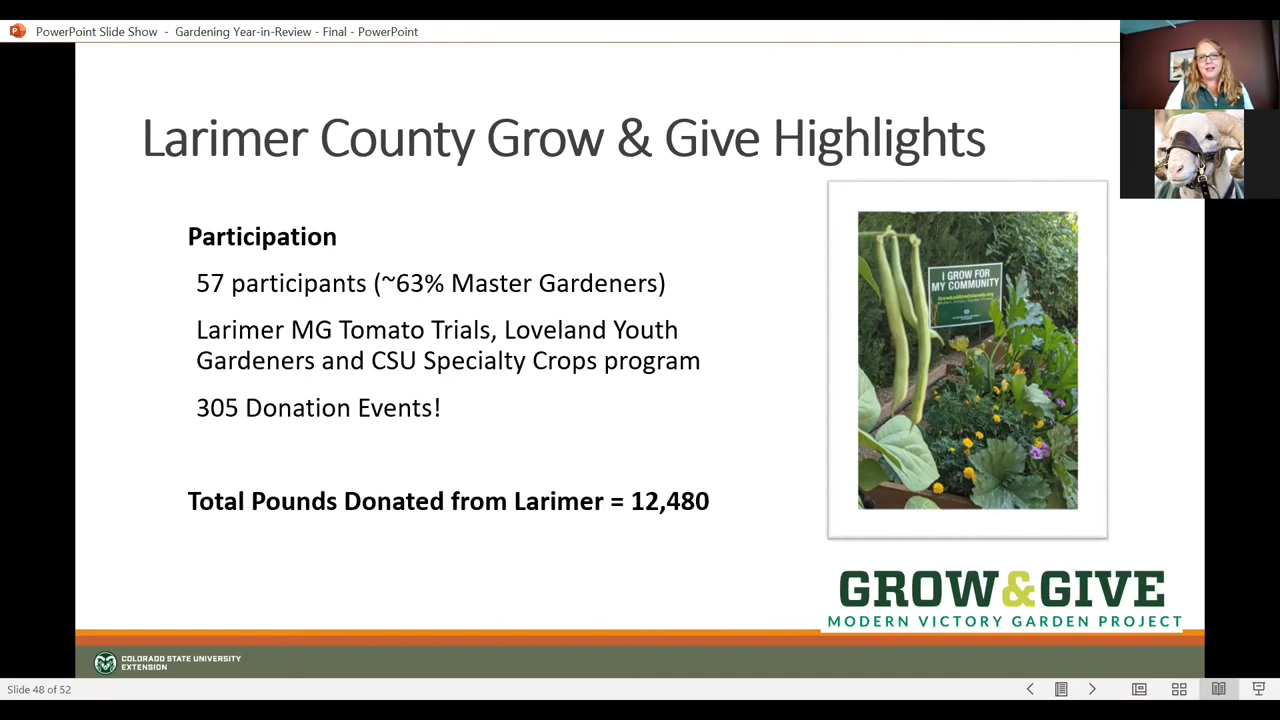 PowerPoint Slide Show - Gardening Year-in-Review - Final - PowerPoint
Larimer County Grow & Give Highlights
Participation
57 participants (~63% Master Gardeners)
Larimer MG Tomato Trials, Loveland Youth
Gardeners and CSU Specialty Crops program
305 Donation Events!
Total Pounds Donated from Larimer = 12,480
I GROW FOR
MY COMMUNITY
GROW&GIVE
MODERN VICTORY GARDEN PROJECT
COLORADO STATE UNIVERSITY
EXTENSION
Slide 48 of 52